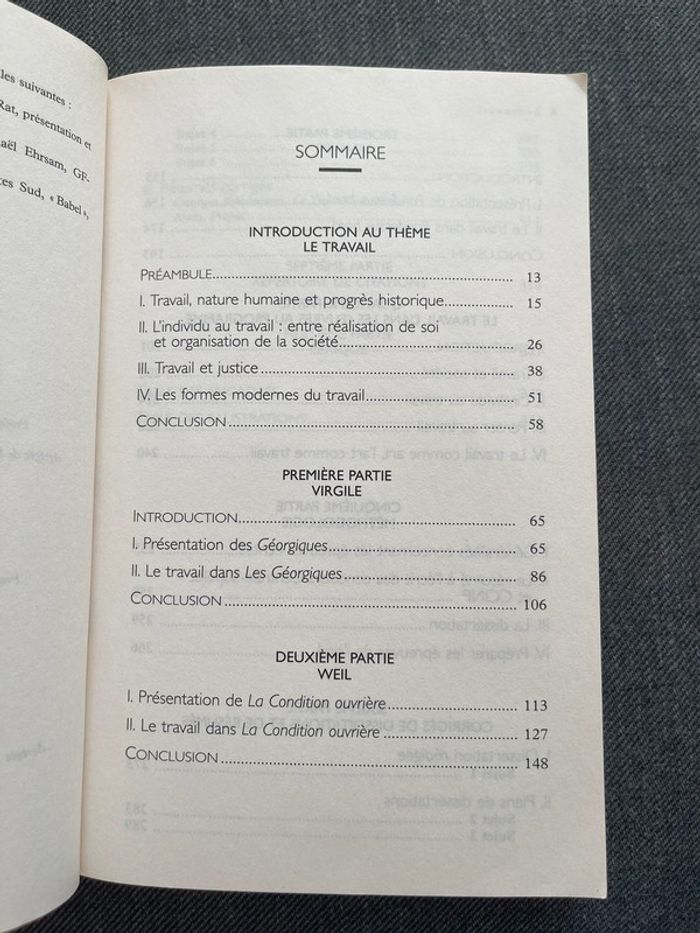 les suivantes :
Rat, présentation et
aël Ehrsam, GF-
tes Sud, « Babel »,
SOMMAIRE
INTRODUCTION AU THÈME
LE TRAVAIL
PRÉAMBULE 13
I. Travail, nature humaine et progrès historique 15
II. L'individu au travail : entre réalisation de soi
et organisation de la société 26
III. Travail et justice 38
IV. Les formes modernes du travail 51
CONCLUSION 58
PREMIÈRE PARTIE
VIRGILE
INTRODUCTION 65
I. Présentation des Géorgiques 65
II. Le travail dans Les Géorgiques 86
CONCLUSION 106
DEUXIÈME PARTIE
WEIL
I. Présentation de La Condition ouvrière 113
II. Le travail dans La Condition ouvrière 127
CONCLUSION 148